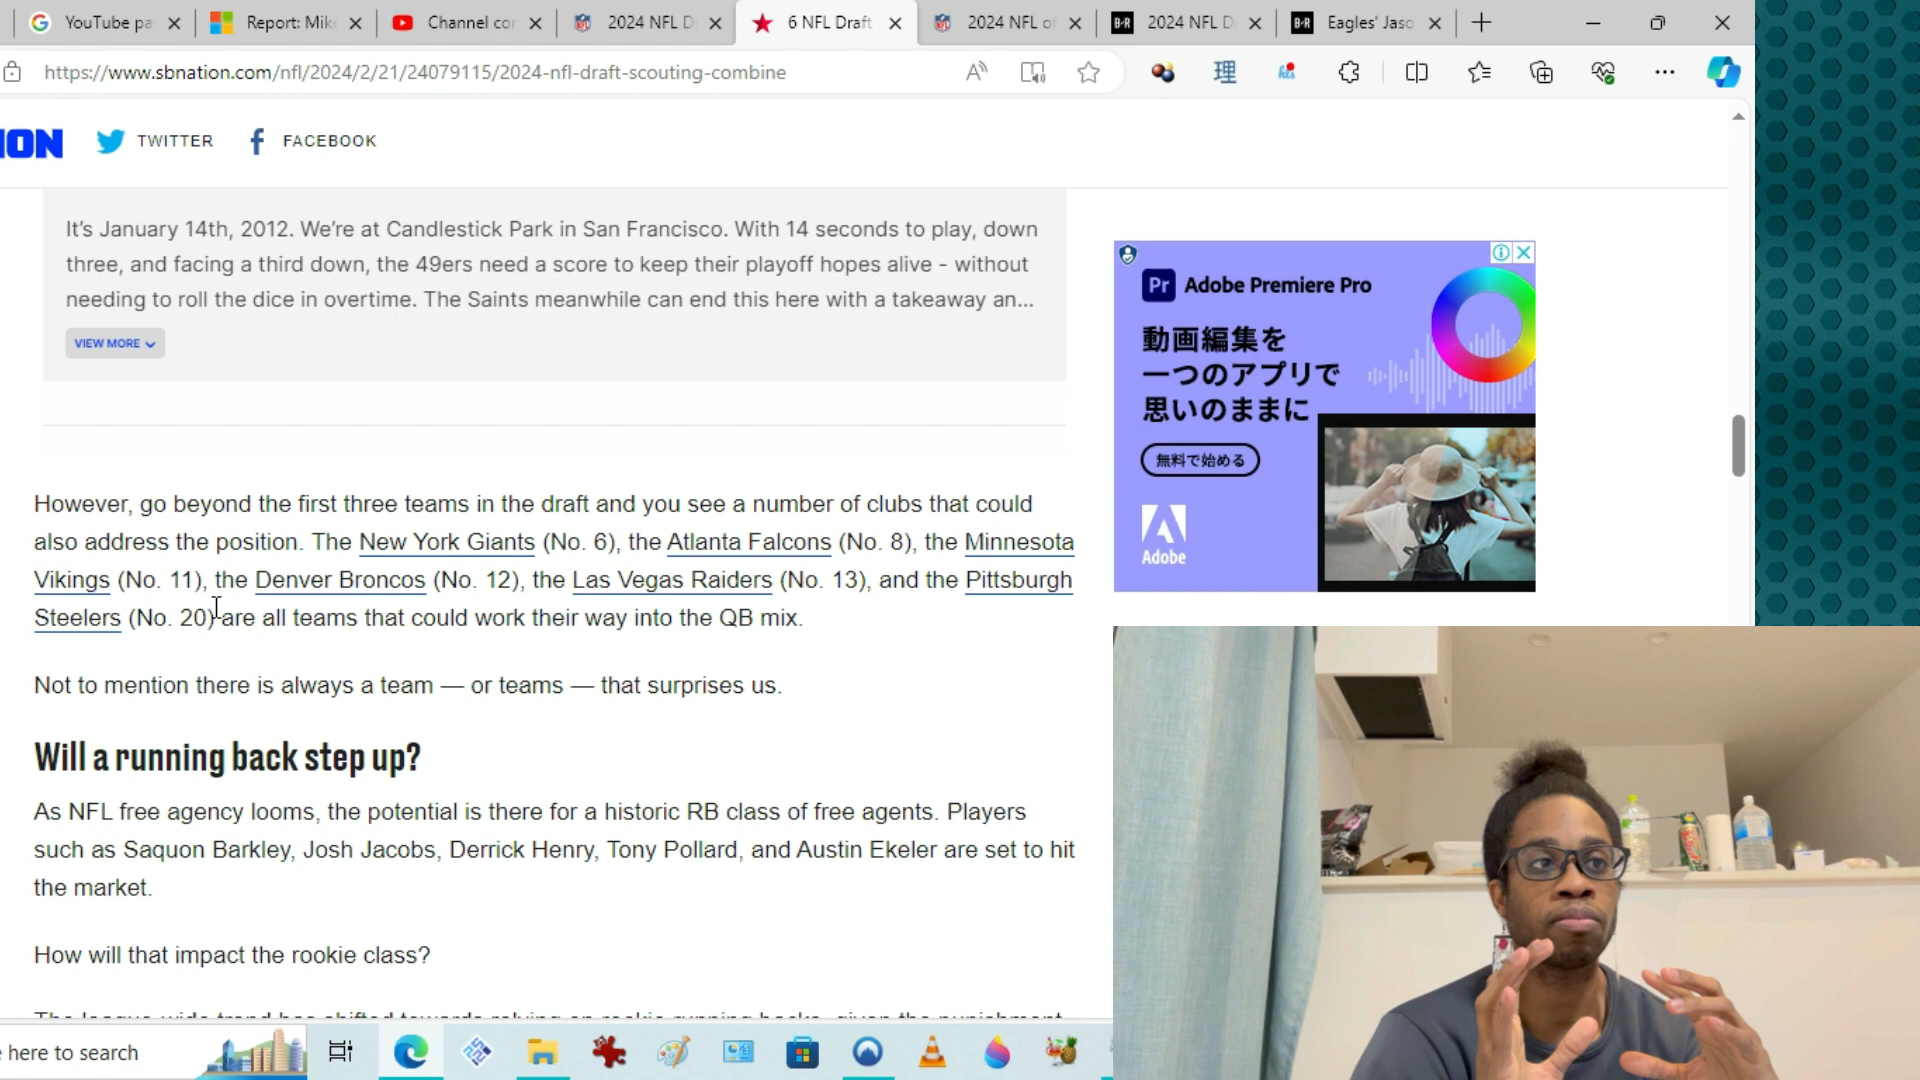 YouTube pa
Report: Mik
Channel co
2024 NFL D
6 NFL Draft
2024 NFL of
B/R 2024 NFL D
B/R Eagles' Jaso
https://www.sbnation.com/nfl/2024/2/21/24079115/2024-nfl-draft-scouting-combine
理
ION
TWITTER
FACEBOOK
It's January 14th, 2012. We're at Candlestick Park in San Francisco. With 14 seconds to play, down
three, and facing a third down, the 49ers need a score to keep their playoff hopes alive - without
needing to roll the dice in overtime. The Saints meanwhile can end this here with a takeaway an...
VIEW MORE
Pr Adobe Premiere Pro
動画編集を
一つのアプリで
思いのままに
無料で始める
Adobe
However, go beyond the first three teams in the draft and you see a number of clubs that could
also address the position. The New York Giants (No. 6), the Atlanta Falcons (No. 8), the Minnesota
Vikings (No. 11), the Denver Broncos (No. 12), the Las Vegas Raiders (No. 13), and the Pittsburgh
Steelers (No. 20) are all teams that could work their way into the QB mix.
Not to mention there is always a team — or teams — that surprises us.
Will a running back step up?
As NFL free agency looms, the potential is there for a historic RB class of free agents. Players
such as Saquon Barkley, Josh Jacobs, Derrick Henry, Tony Pollard, and Austin Ekeler are set to hit
the market.
How will that impact the rookie class?
here to search